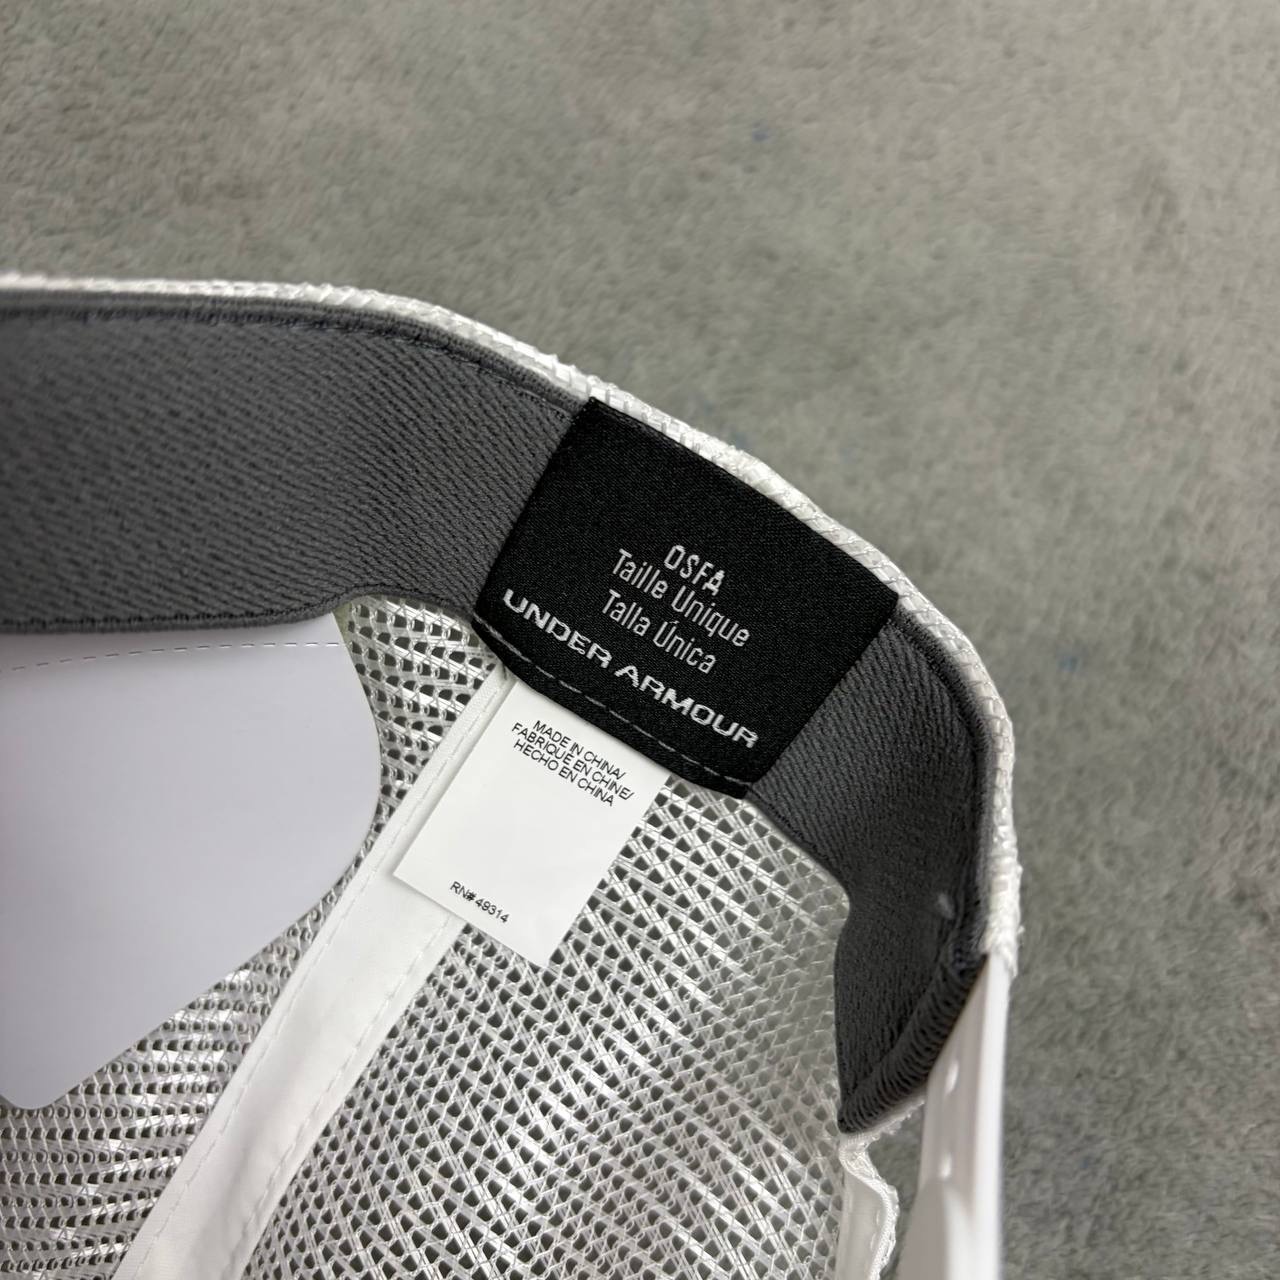 OSFA
Taille Unique
Talla Única
UNDER ARMOUR
MADE IN CHINA/
FABRIQUE EN CHINE/
HECHO EN CHINA
RN# 49314